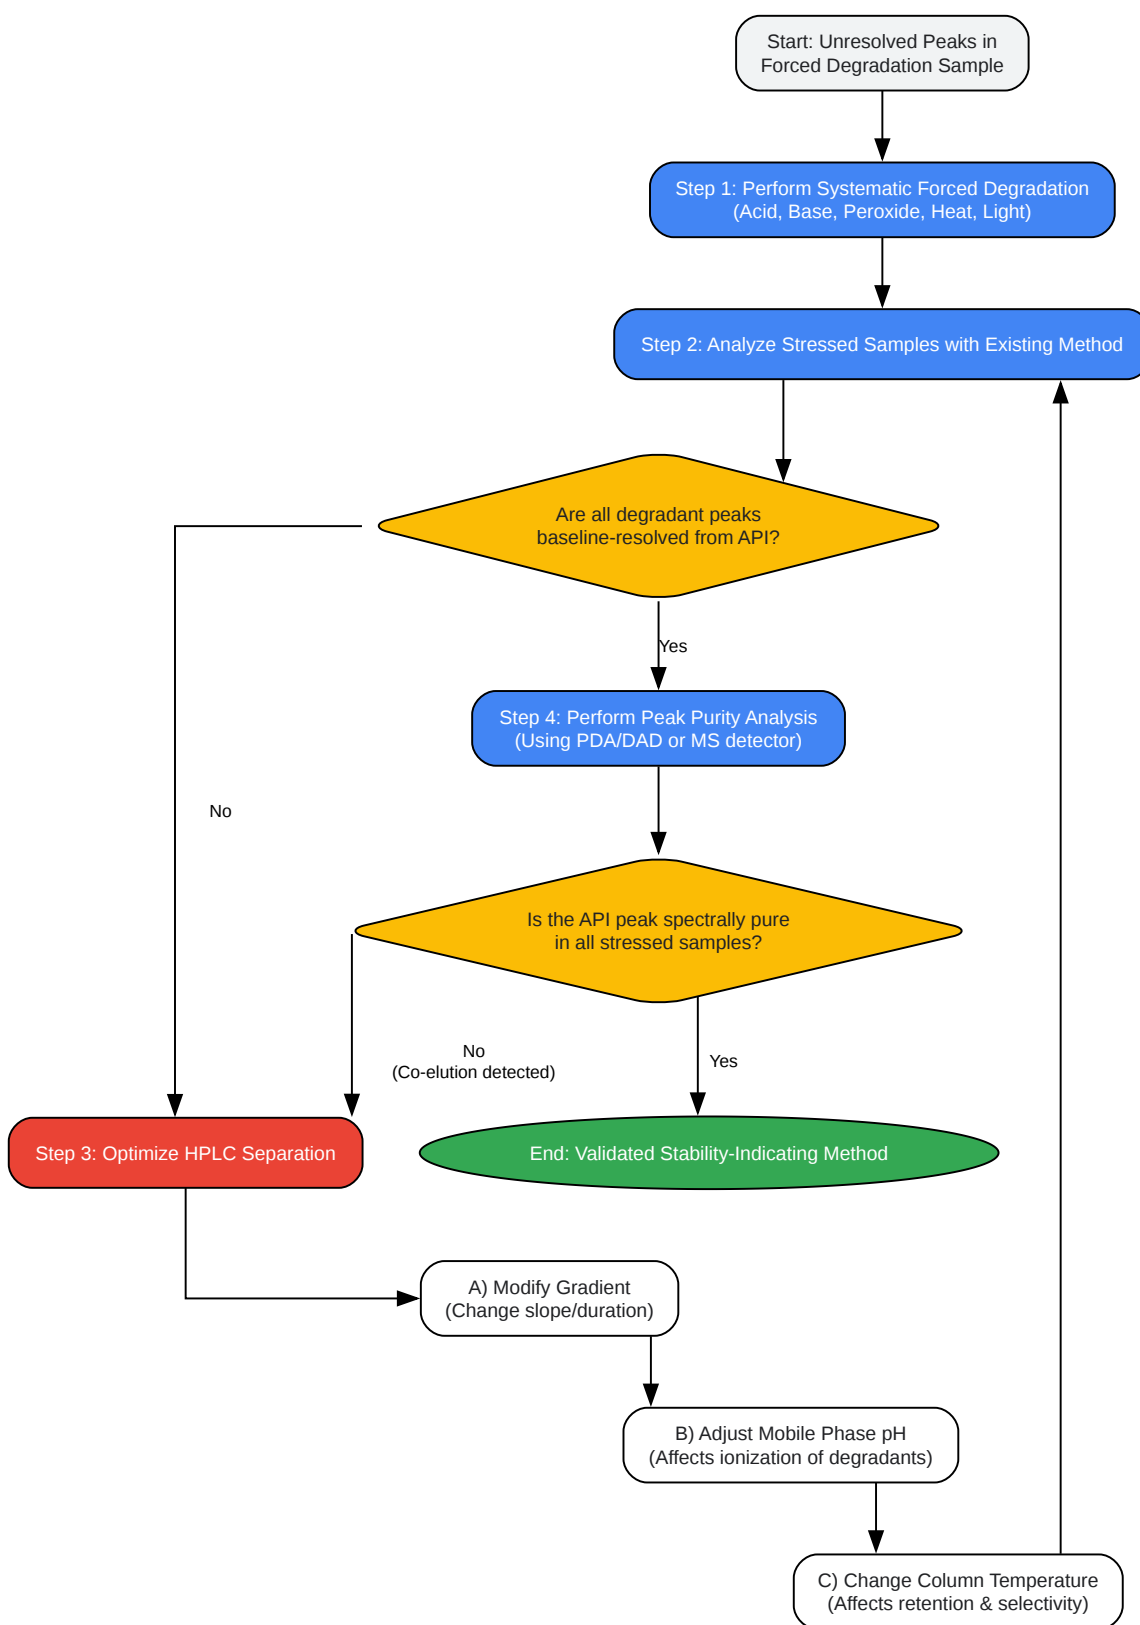 Start: Unresolved Peaks in
Forced Degradation Sample
Step 1: Perform Systematic Forced Degradation
(Acid, Base, Peroxide, Heat, Light)
Step 2: Analyze Stressed Samples with Existing Method
Are all degradant peaks
baseline-resolved from API?
Yes
Step 4: Perform Peak Purity Analysis
(Using PDA/DAD or MS detector)
No
Is the API peak spectrally pure
in all stressed samples?
No
(Co-elution detected)
Yes
Step 3: Optimize HPLC Separation
End: Validated Stability-Indicating Method
A) Modify Gradient
(Change slope/duration)
B) Adjust Mobile Phase pH
(Affects ionization of degradants)
C) Change Column Temperature
(Affects retention & selectivity)